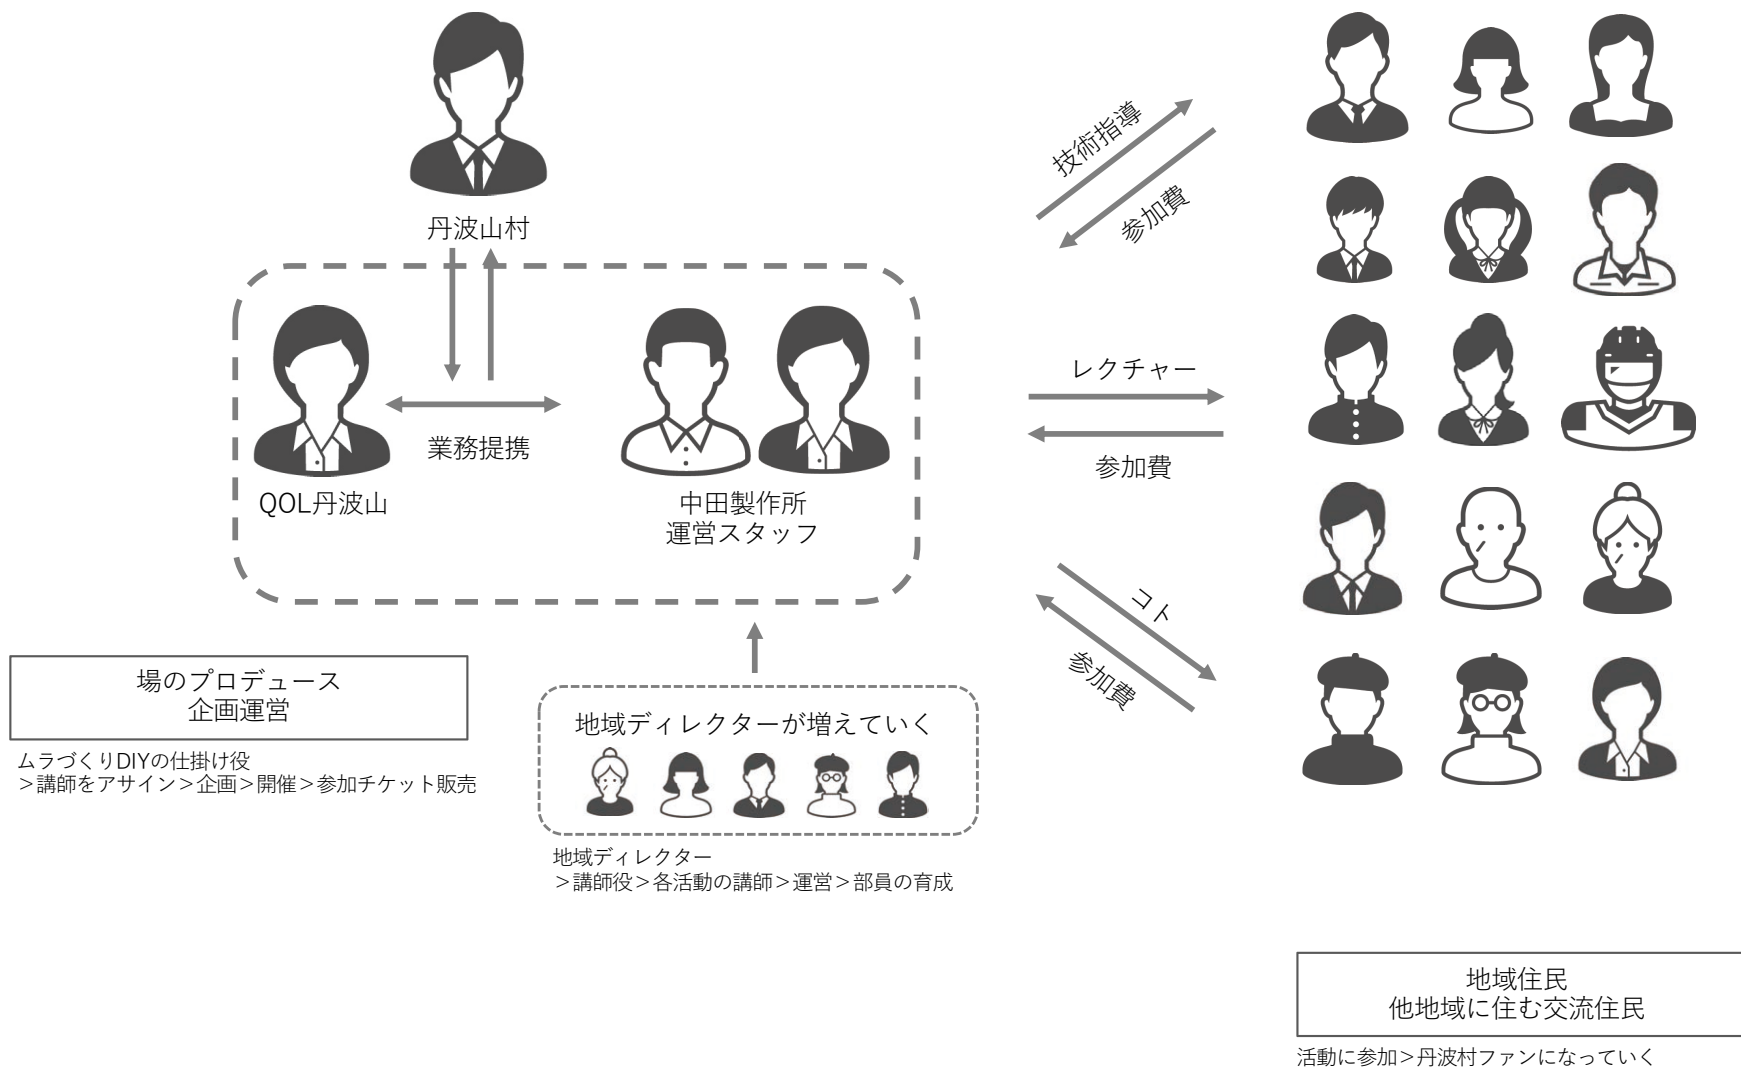 丹波山村
業務提携
QOL丹波山
中田製作所
運営スタッフ
技術指導
参加費
レクチャー
参加費
コト
参加費
場のプロデュース
企画運営
ムラづくりDIYの仕掛け役
＞講師をアサイン＞企画＞開催＞参加チケット販売
地域ディレクターが増えていく
地域ディレクター
＞講師役＞各活動の講師＞運営＞部員の育成
地域住民
他地域に住む交流住民
活動に参加＞丹波村ファンになっていく